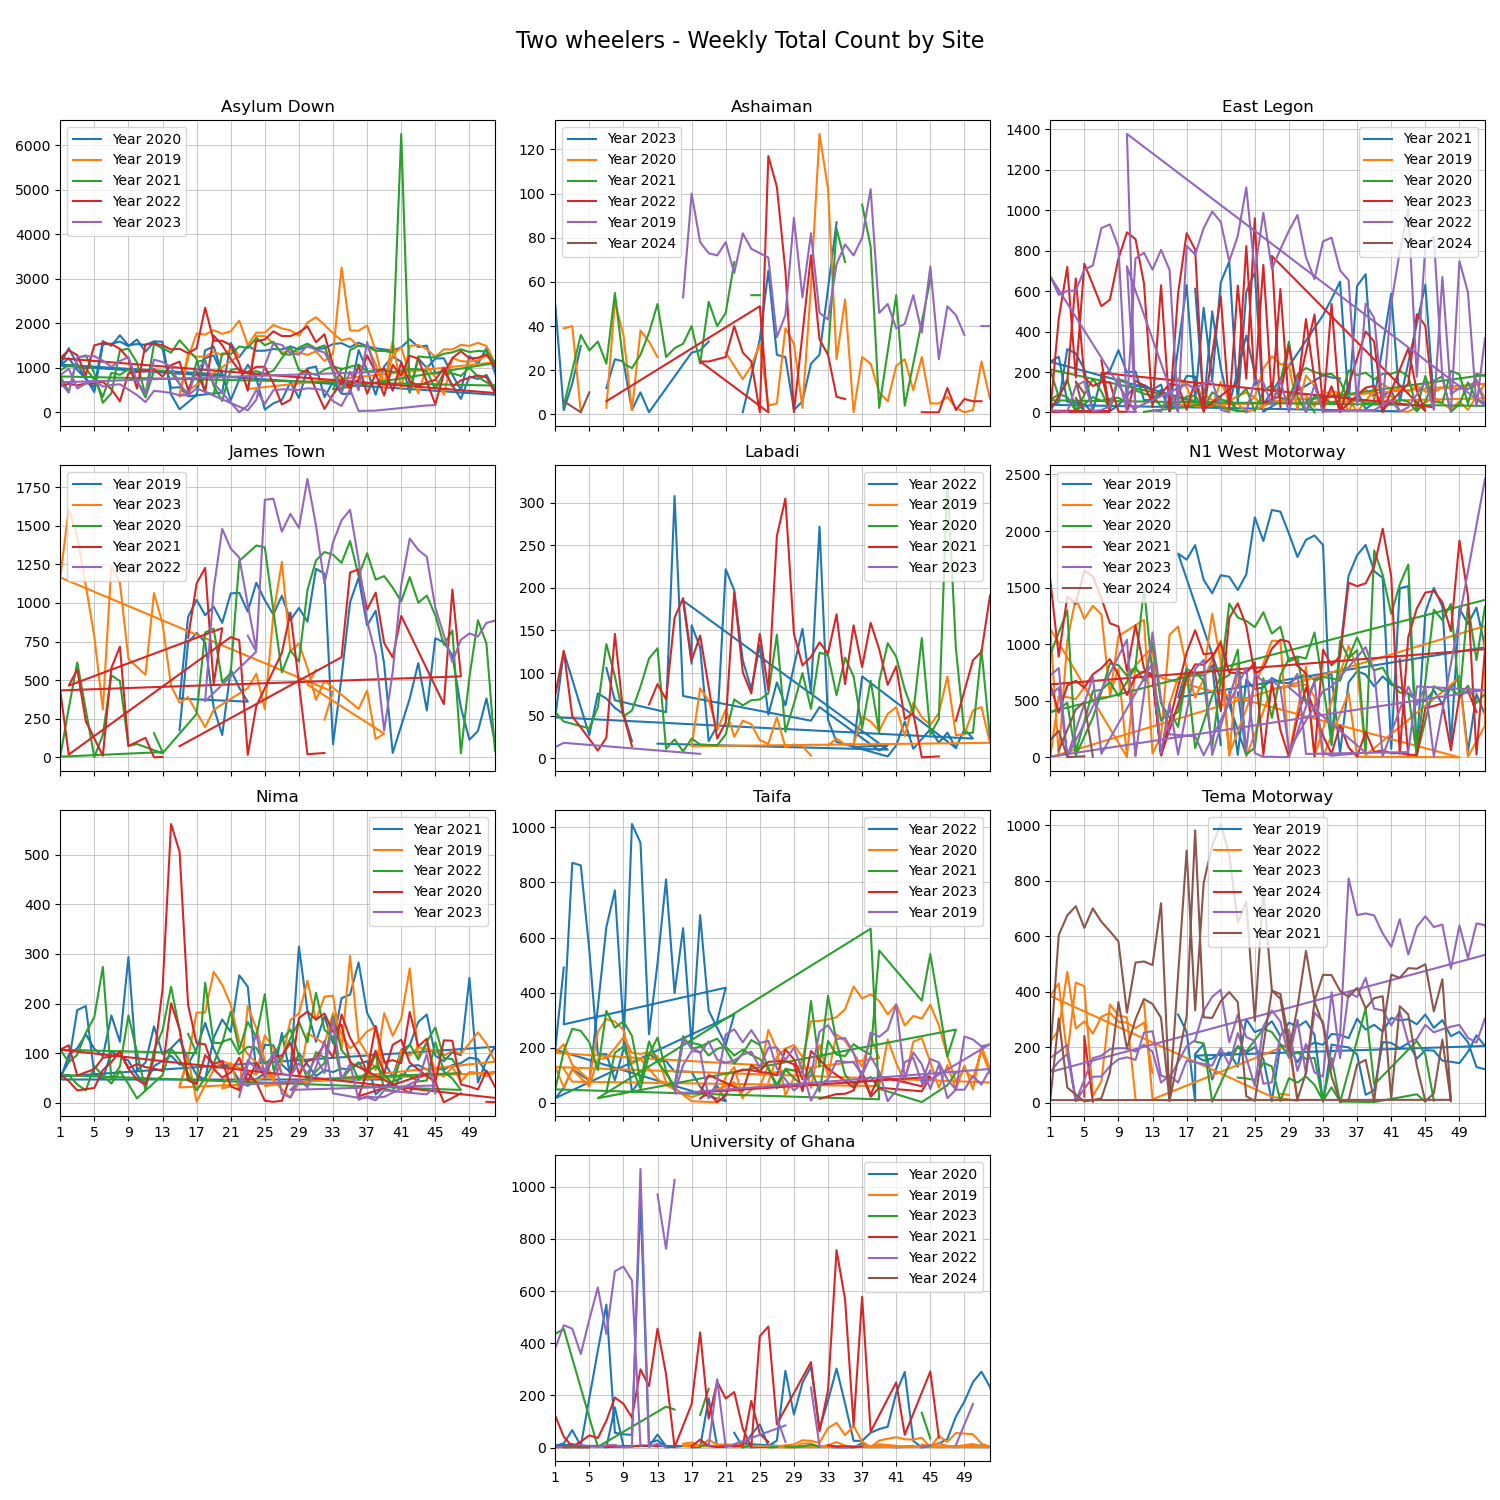 Two wheelers - Weekly Total Count by Site
Asylum Down
6000
5000
4000
3000
2000
1000
0
Year 2020
Year 2019
Year 2021
Year 2022
Year 2023
Ashaiman
120
100
80
60
40
20
0
Year 2023
Year 2020
Year 2021
Year 2022
Year 2019
Year 2024
East Legon
1400
1200
1000
800
600
400
200
0
Year 2021
Year 2019
Year 2020
Year 2023
Year 2022
Year 2024
James Town
1750
1500
1250
1000
750
500
250
0
Year 2019
Year 2023
Year 2020
Year 2021
Year 2022
Labadi
300
250
200
150
100
50
0
Year 2022
Year 2019
Year 2020
Year 2021
Year 2023
N1 West Motorway
2500
2000
1500
1000
500
0
Year 2019
Year 2022
Year 2020
Year 2021
Year 2023
Year 2024
Nima
500
400
300
200
100
0
Year 2021
Year 2019
Year 2022
Year 2020
Year 2023
1 5 9 13 17 21 25 29 33 37 41 45 49
Taifa
1000
800
600
400
200
0
Year 2022
Year 2020
Year 2021
Year 2023
Year 2019
Tema Motorway
1000
800
600
400
200
0
Year 2019
Year 2022
Year 2023
Year 2024
Year 2020
Year 2021
1 5 9 13 17 21 25 29 33 37 41 45 49
University of Ghana
1000
800
600
400
200
0
Year 2020
Year 2019
Year 2023
Year 2021
Year 2022
Year 2024
1 5 9 13 17 21 25 29 33 37 41 45 49